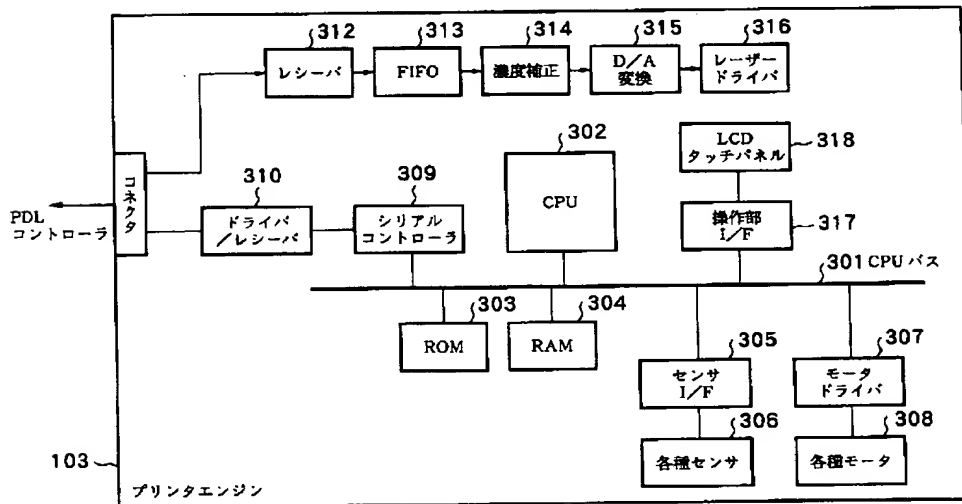 312
313
314
315
316
レシーバ
FIFO
濃度補正
D/A
変換
レーザー
ドライバ
302
CPU
LCD
タッチパネル
318
コネクタ
310
309
PDL
コントローラ
ドライバ
／レシーバ
シリアル
コントローラ
操作部
I/F
317
301 CPUバス
303
304
ROM
RAM
305
307
センサ
I/F
モータ
ドライバ
306
308
各種センサ
各種モータ
103
プリンタエンジン